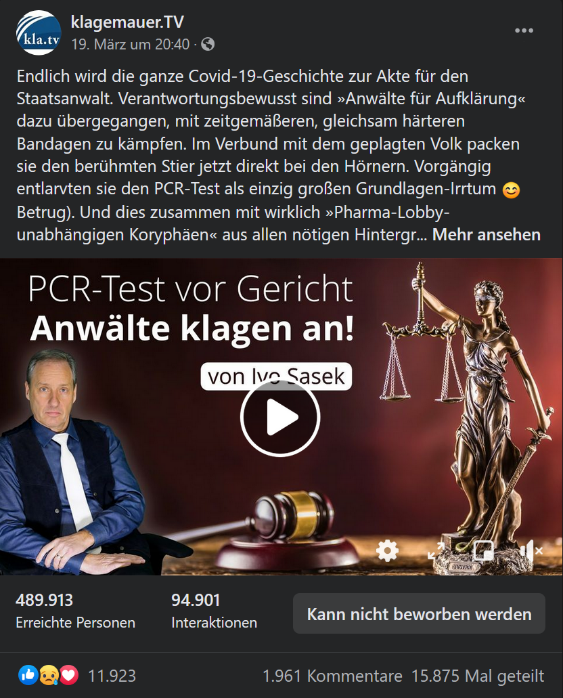 klagemauer.TV
kla.tv
19. März um 20:40 ·
Endlich wird die ganze Covid-19-Geschichte zur Akte für den
Staatsanwalt. Verantwortungsbewusst sind »Anwälte für Aufklärung«
dazu übergegangen, mit zeitgemäßeren, gleichsam härteren
Bandagen zu kämpfen. Im Verbund mit dem geplagten Volk packen
sie den berühmten Stier jetzt direkt bei den Hörnern. Vorgängig
entlarvten sie den PCR-Test als einzig großen Grundlagen-Irrtum 😊
Betrug). Und dies zusammen mit wirklich »Pharma-Lobby-
unabhängigen Koryphäen« aus allen nötigen Hintergr... Mehr ansehen
PCR-Test vor Gericht
Anwälte klagen an!
von Ivo Sasek
489.913
Erreichte Personen
94.901
Interaktionen
Kann nicht beworben werden
11.923
1.961 Kommentare 15.875 Mal geteilt